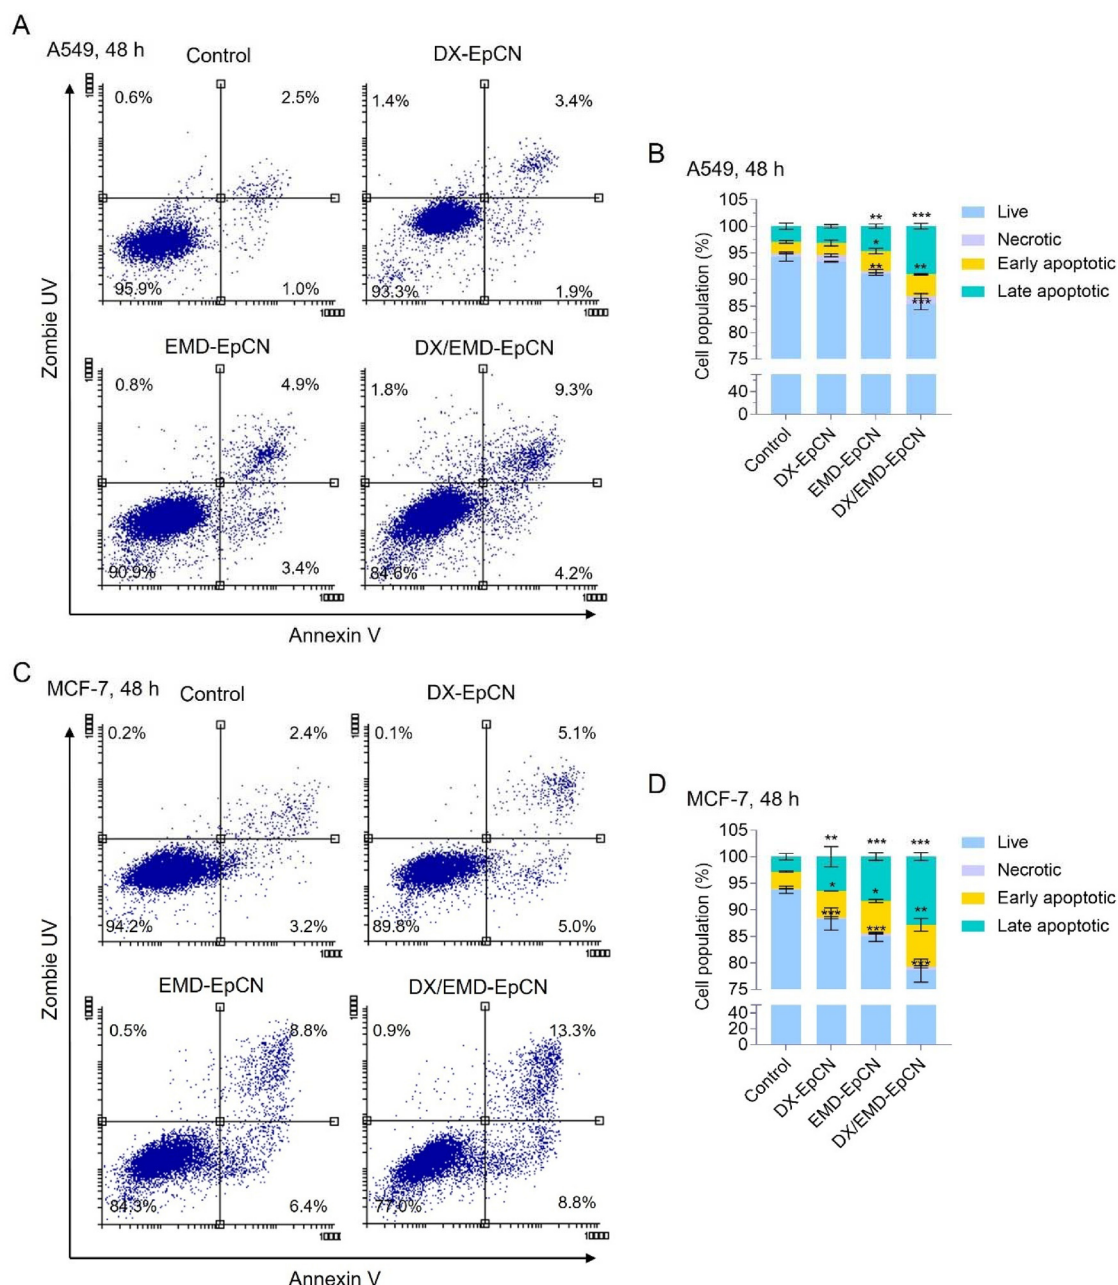 A
A549, 48 h
Control
DX-EpCN
0.6%
2.5%
1.4%
3.4%
95.9%
1.0%
93.3%
1.9%
EMD-EpCN
DX/EMD-EpCN
0.8%
4.9%
1.8%
9.3%
90.9%
3.4%
84.6%
4.2%
Zombie UV
Annexin V
B
A549, 48 h
105
100
95
90
85
80
75
40
0
Cell population (%)
**
*
**
***
**
***
Control
DX-EpCN
EMD-EpCN
DX/EMD-EpCN
Live
Necrotic
Early apoptotic
Late apoptotic
C
MCF-7, 48 h
Control
DX-EpCN
0.2%
2.4%
0.1%
5.1%
94.2%
3.2%
89.8%
5.0%
EMD-EpCN
DX/EMD-EpCN
0.5%
8.8%
0.9%
13.3%
84.3%
6.4%
77.0%
8.8%
Zombie UV
Annexin V
D
MCF-7, 48 h
105
100
95
90
85
80
75
40
20
0
Cell population (%)
**
*
***
***
*
***
***
**
***
Control
DX-EpCN
EMD-EpCN
DX/EMD-EpCN
Live
Necrotic
Early apoptotic
Late apoptotic